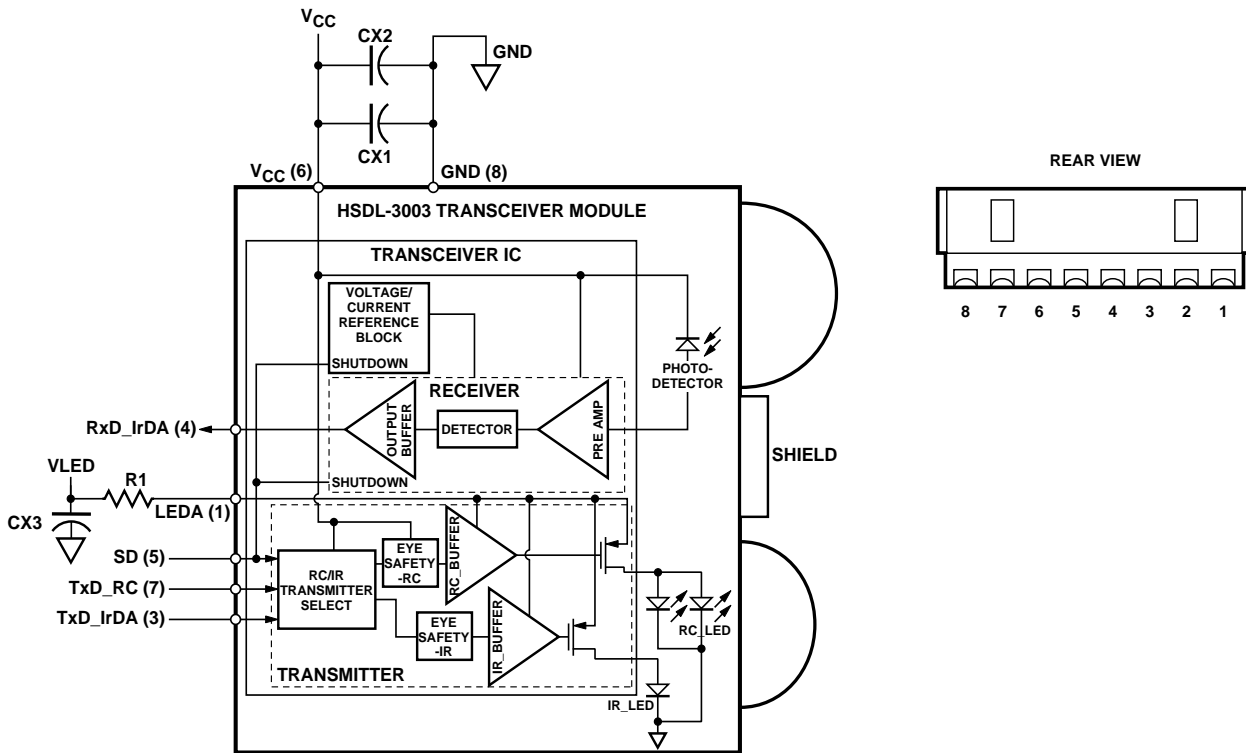 VCC
CX2
GND
CX1
VCC (6)
GND (8)
HSDL-3003 TRANSCEIVER MODULE
TRANSCEIVER IC
VOLTAGE/
CURRENT
REFERENCE
BLOCK
SHUTDOWN
PHOTO-
DETECTOR
RECEIVER
OUTPUT
BUFFER
DETECTOR
PRE AMP
RxD_IrDA (4)
SHIELD
SHUTDOWN
VLED
R1
LEDA (1)
CX3
SD (5)
TxD_RC (7)
TxD_IrDA (3)
RC/IR
TRANSMITTER
SELECT
EYE
SAFETY
-RC
RC_BUFFER
EYE
SAFETY
-IR
IR_BUFFER
RC_LED
TRANSMITTER
IR_LED
REAR VIEW
8 7 6 5 4 3 2 1